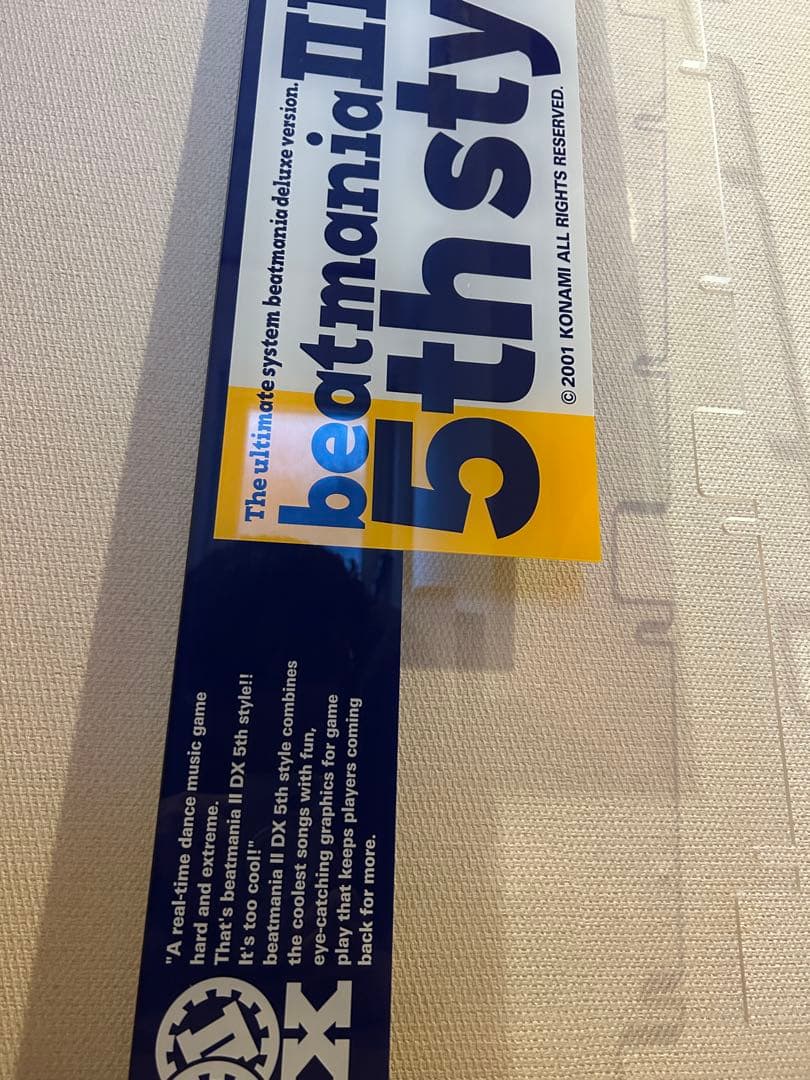 The ultimate system beatmania deluxe version.
beatmania II
5th sty
© 2001 KONAMI ALL RIGHTS RESERVED.
"A real-time dance music game
hard and extreme.
That's beatmania II DX 5th style!!
It's too cool!"
beatmania II DX 5th style combines
the coolest songs with fun,
eye-catching graphics for game
play that keeps players coming
back for more.
X